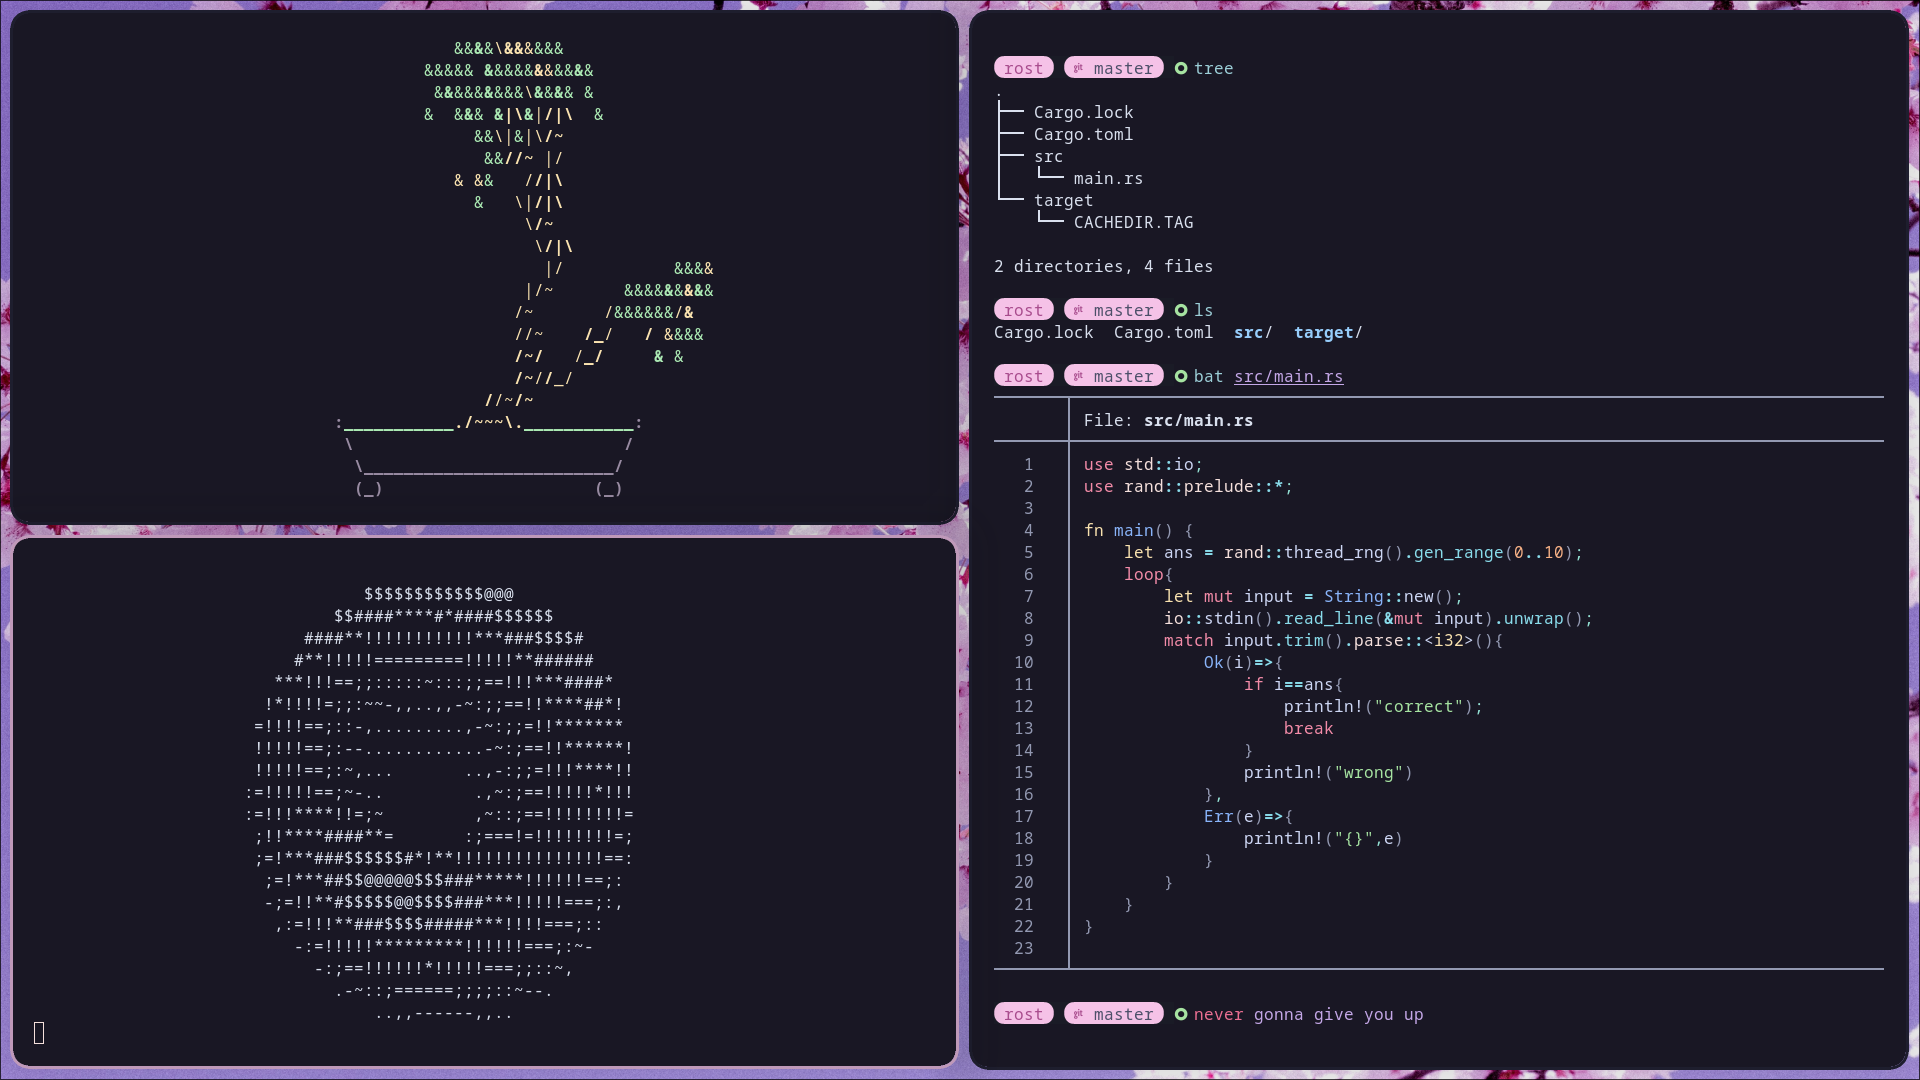 &&&&\&&&&&&
&&&&& &&&&&&&&&&&
&&&&&&&&&\&&&& &
&  &&& &|\&|/|\  &
&&\|&|\/~
&&//~ |/
& &&   //|\
&   \|/|\
\/~
\/|\
|/           &&&&
|/~       &&&&&&&&&
/~       /&&&&&&/&
//~    /_/   / &&&&
/~/   /_/     & &
/~//_/
//~/~
:___________./~~~\.___________:
\                           /
\_________________________/
(_)                     (_)
$$$$$$$$$$$$@@@
$$####****#*####$$$$$$
####**!!!!!!!!!!!***###$$$$#
#**!!!!!=========!!!!!**######
***!!!==;;:::::~:::;;==!!!***####*
!*!!!!=;;:~~-,,..,,-~:;;==!!****##*!
=!!!!==;::-,.........,-~:;;=!!*******
!!!!!==;:--............-~:;==!!******!
!!!!!==;:~,...       ..,-:;;=!!!****!!
:=!!!!!==;~-..         .,~:;==!!!!!*!!!
:=!!!****!!=;~         ,~::;==!!!!!!!!=
;!!****####**=       :;===!=!!!!!!!!=;
;=!***###$$$$$$#*!**!!!!!!!!!!!!!!!==:
;=!***##$$@@@@@$$$###*****!!!!!!==;:
-;=!!**#$$$$$@@$$$$###***!!!!!===;:,
,:=!!!**###$$$$#####***!!!!===;::
-:=!!!!!*********!!!!!!===;:~-
-:;==!!!!!!*!!!!!===;;::~,
.-~::;======;;;;::~--.
..,,------,,..
rost git master tree
.
├── Cargo.lock
├── Cargo.toml
├── src
│   └── main.rs
└── target
    └── CACHEDIR.TAG
2 directories, 4 files
rost git master ls
Cargo.lock  Cargo.toml  src/  target/
rost git master bat src/main.rs
File: src/main.rs
1 use std::io;
2 use rand::prelude::*;
3
4 fn main() {
5     let ans = rand::thread_rng().gen_range(0..10);
6     loop{
7         let mut input = String::new();
8         io::stdin().read_line(&mut input).unwrap();
9         match input.trim().parse::<i32>(){
10             Ok(i)=>{
11                 if i==ans{
12                     println!("correct");
13                     break
14                 }
15                 println!("wrong")
16             },
17             Err(e)=>{
18                 println!("{}",e)
19             }
20         }
21     }
22 }
23
rost git master never gonna give you up